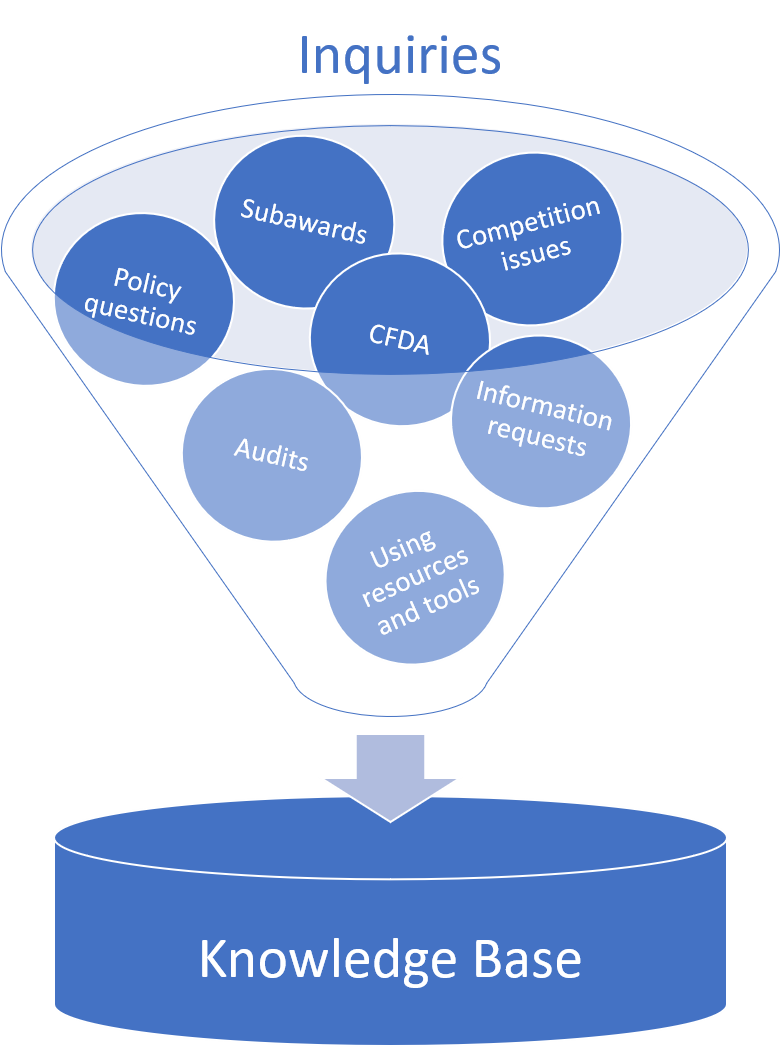 Inquiries
Subawards
Competition
issues
Policy
questions
CFDA
Information
requests
Audits
Using
resources
and tools
Knowledge Base